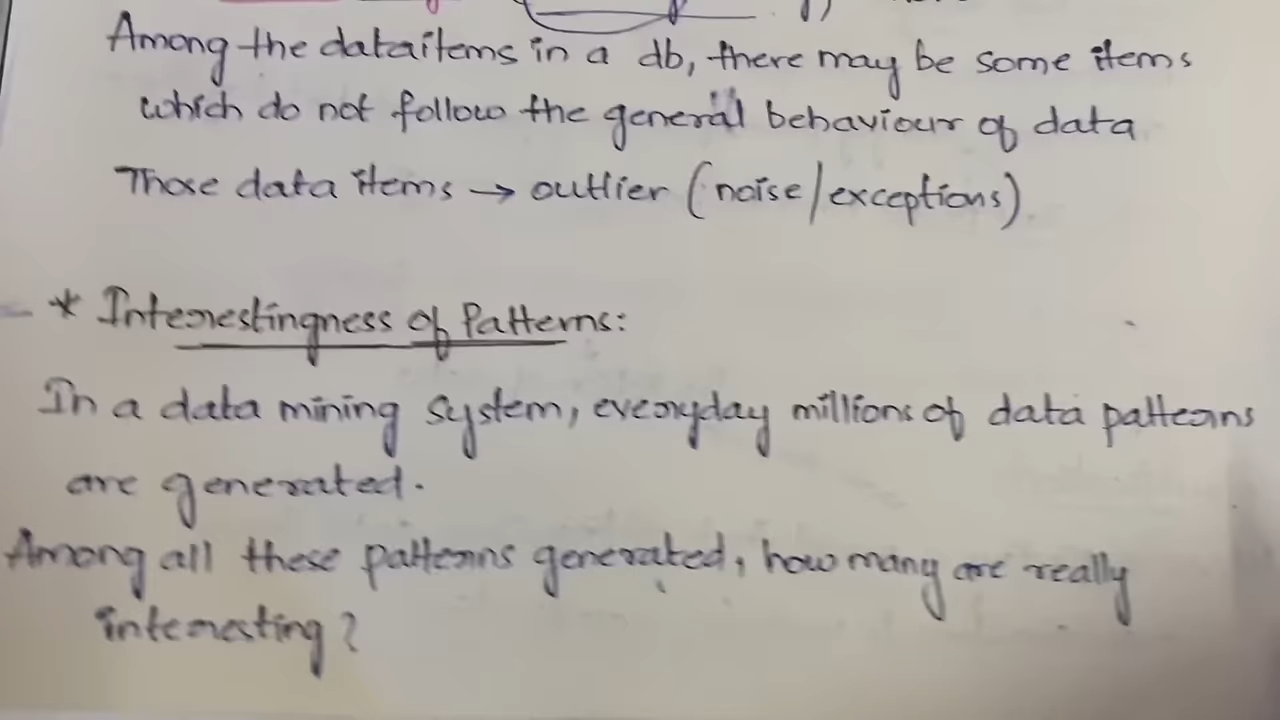 Among the dataitems in a db, there may be some items
which do not follow the general behaviour of data
Those data items → outlier (noise/exceptions)
* Interestingness of Patterns:
In a data mining system, everyday millions of data patterns
are generated.
Among all these patterns generated, how many are really
interesting?